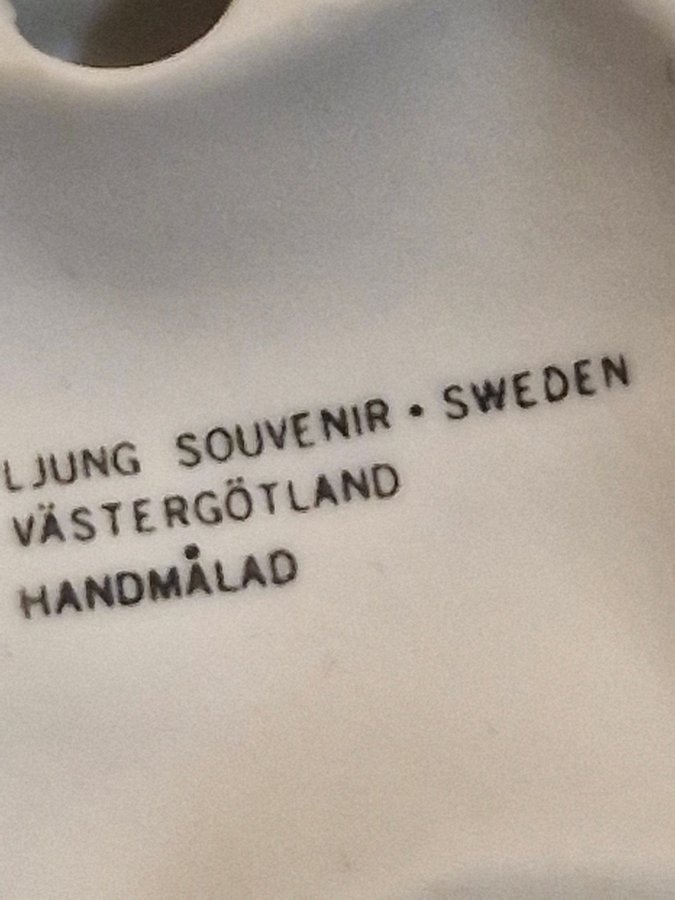 LJUNG SOUVENIR • SWEDEN
VÄSTERGÖTLAND
HANDMÅLAD